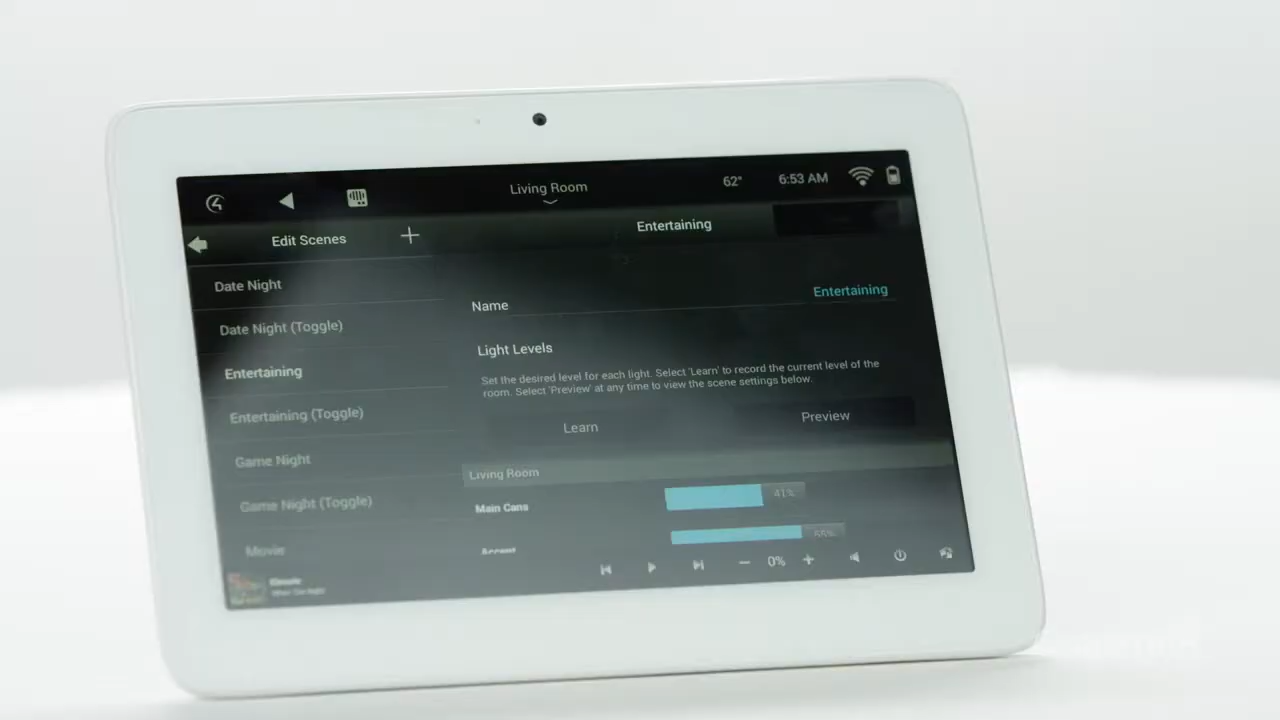 Living Room
62°
6:53 AM
Edit Scenes
Entertaining
Date Night
Name
Entertaining
Date Night (Toggle)
Light Levels
Entertaining
Set the desired level for each light. Select 'Learn' to record the current level of the
room. Select 'Preview' at any time to view the scene settings below.
Entertaining (Toggle)
Learn
Preview
Game Night
Living Room
Game Night (Toggle)
Main Cans
41%
Movie
Accent
0%